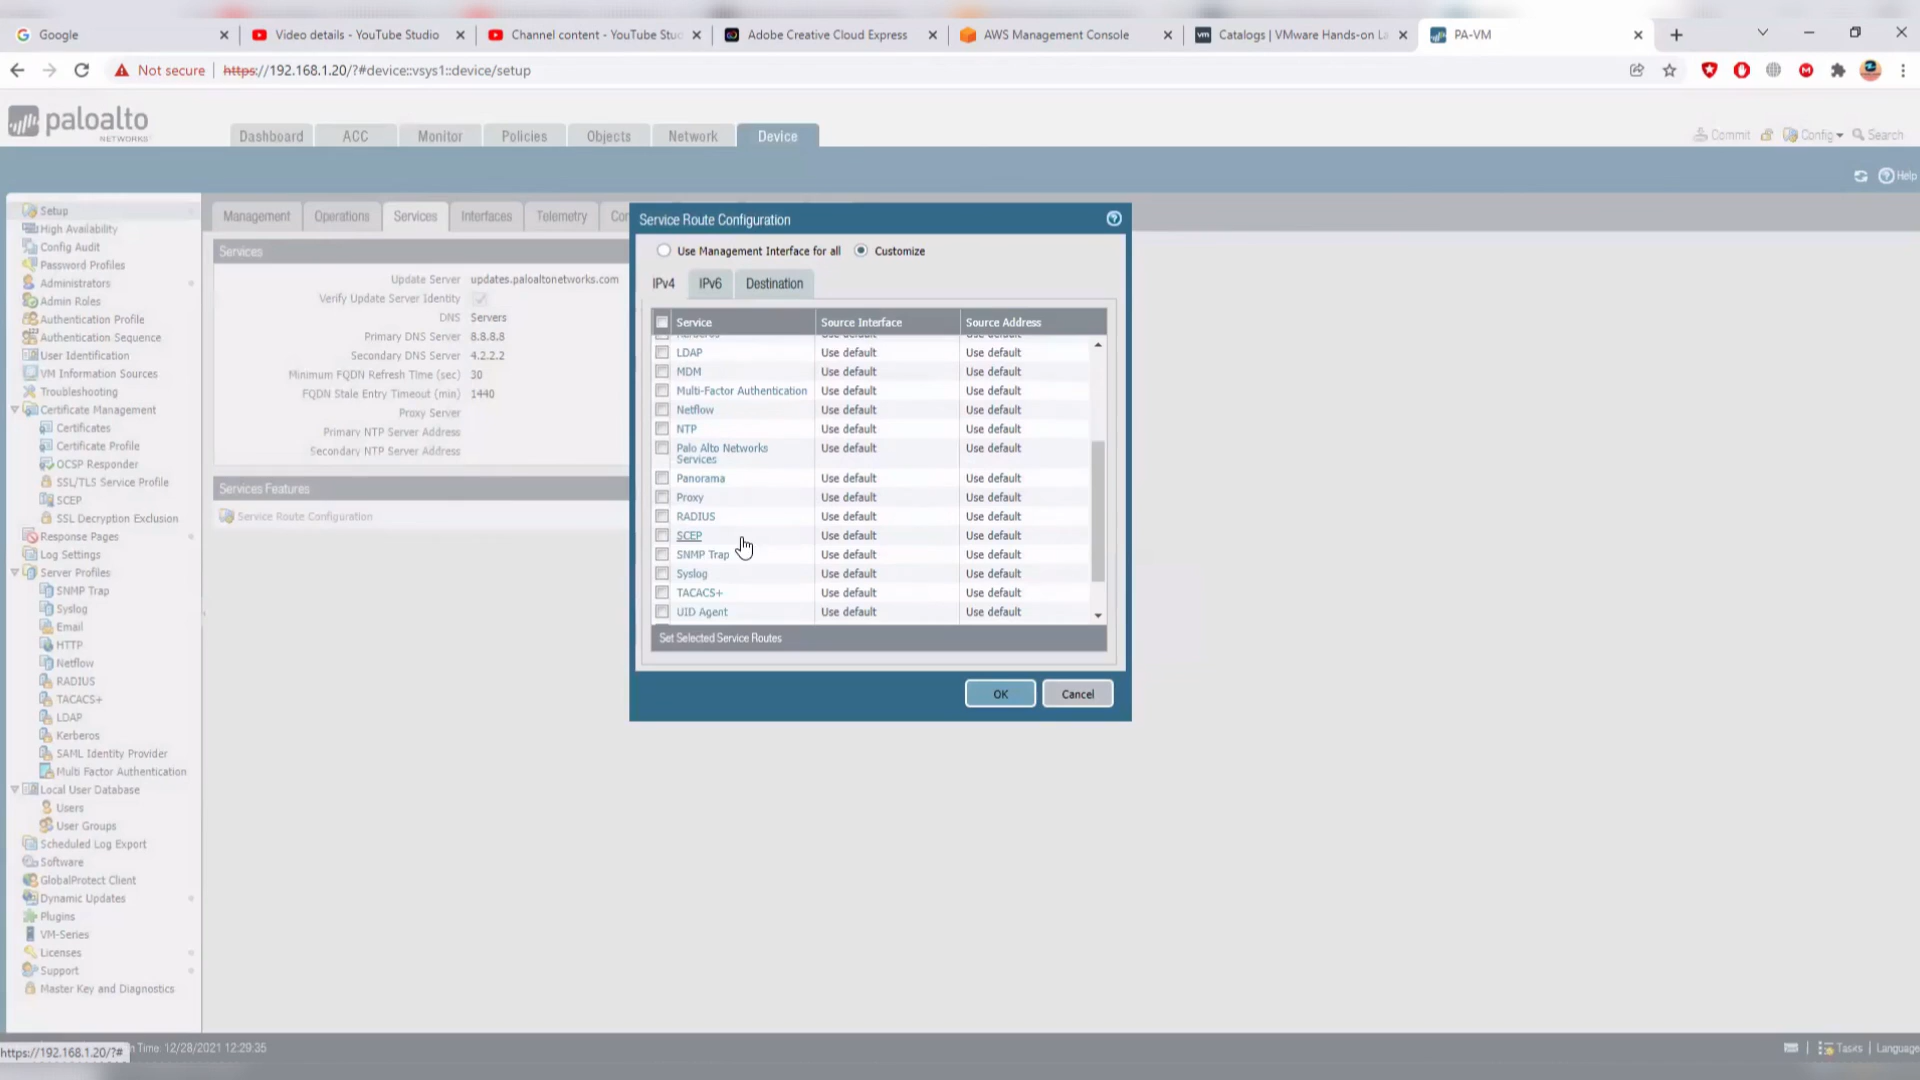 Google
Video details - YouTube Studio
Channel content - YouTube Stuc
Adobe Creative Cloud Express
AWS Management Console
Catalogs | VMware Hands-on La
PA-VM
Not secure | https://192.168.1.20/?#device::vsys1::device/setup
paloalto
NETWORKS
Dashboard
ACC
Monitor
Policies
Objects
Network
Device
Commit
Config
Search
Help
Setup
High Availability
Config Audit
Password Profiles
Administrators
Admin Roles
Authentication Profile
Authentication Sequence
User Identification
VM Information Sources
Troubleshooting
Certificate Management
Certificates
Certificate Profile
OCSP Responder
SSL/TLS Service Profile
SCEP
SSL Decryption Exclusion
Response Pages
Log Settings
Server Profiles
SNMP Trap
Syslog
Email
HTTP
Netflow
RADIUS
TACACS+
LDAP
Kerberos
SAML Identity Provider
Multi Factor Authentication
Local User Database
Users
User Groups
Scheduled Log Export
Software
GlobalProtect Client
Dynamic Updates
Plugins
VM-Series
Licenses
Support
Master Key and Diagnostics
Management
Operations
Services
Interfaces
Telemetry
Con
Services
Update Server updates.paloaltonetworks.com
Verify Update Server Identity
DNS Servers
Primary DNS Server 8.8.8.8
Secondary DNS Server 4.2.2.2
Minimum FQDN Refresh Time (sec) 30
FQDN Stale Entry Timeout (min) 1440
Proxy Server
Primary NTP Server Address
Secondary NTP Server Address
Services Features
Service Route Configuration
Service Route Configuration
Use Management Interface for all
Customize
IPv4
IPv6
Destination
Service Source Interface Source Address
Kerberos
LDAP Use default Use default
MDM Use default Use default
Multi-Factor Authentication Use default Use default
Netflow Use default Use default
NTP Use default Use default
Palo Alto Networks Use default Use default
Services
Panorama Use default Use default
Proxy Use default Use default
RADIUS Use default Use default
SCEP Use default Use default
SNMP Trap Use default Use default
Syslog Use default Use default
TACACS+ Use default Use default
UID Agent Use default Use default
Set Selected Service Routes
OK
Cancel
https://192.168.1.20/?#
n Time: 12/28/2021 12:29:35
Tasks | Language